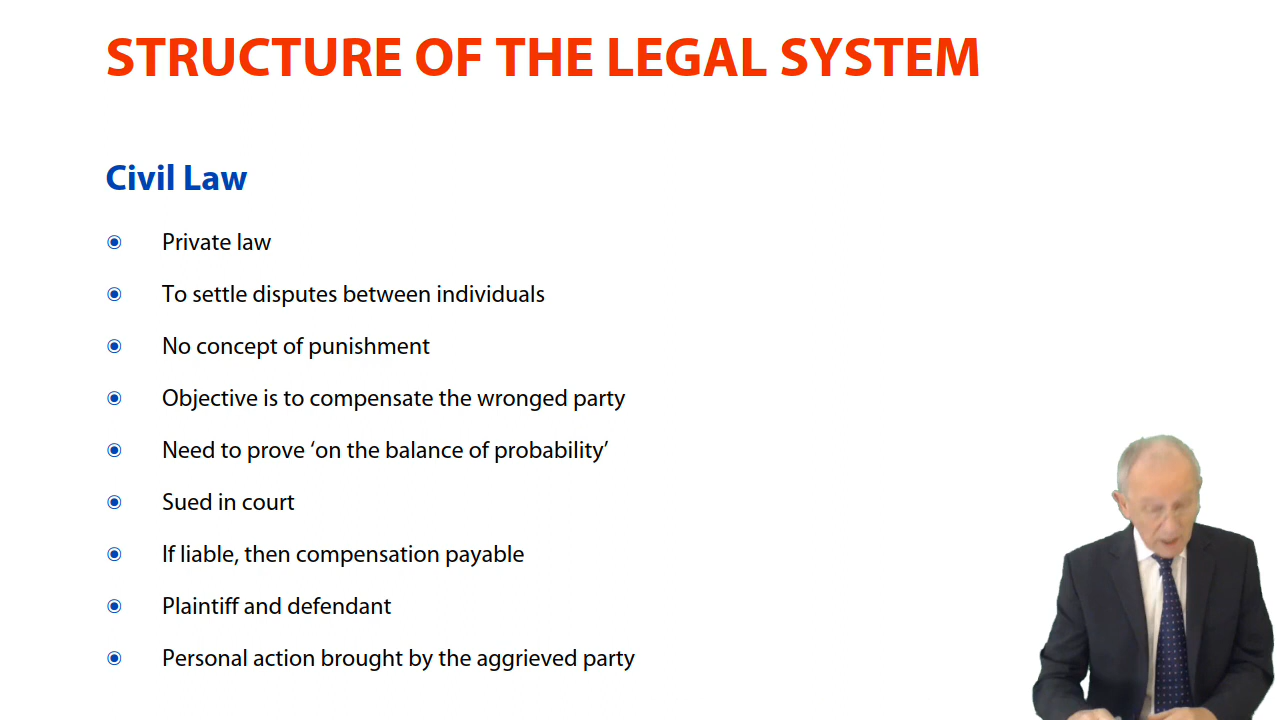 STRUCTURE OF THE LEGAL SYSTEM
Civil Law
Private law
To settle disputes between individuals
No concept of punishment
Objective is to compensate the wronged party
Need to prove ‘on the balance of probability’
Sued in court
If liable, then compensation payable
Plaintiff and defendant
Personal action brought by the aggrieved party